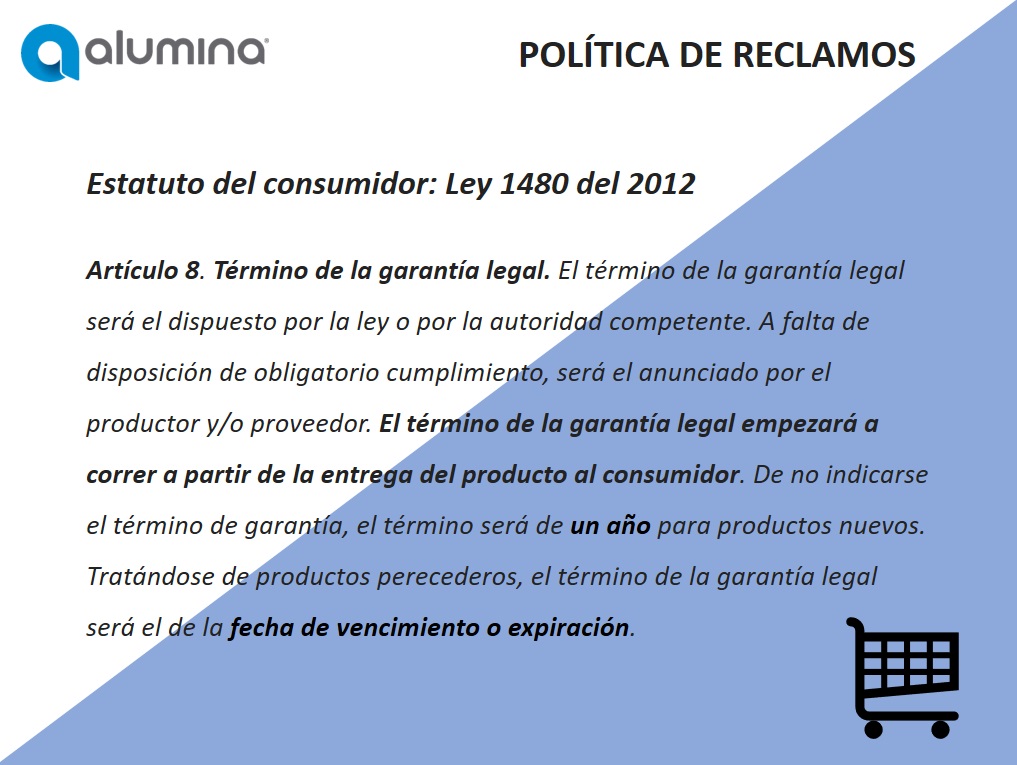 alumina®
POLÍTICA DE RECLAMOS
Estatuto del consumidor: Ley 1480 del 2012
Artículo 8. Término de la garantía legal. El término de la garantía legal
será el dispuesto por la ley o por la autoridad competente. A falta de
disposición de obligatorio cumplimiento, será el anunciado por el
productor y/o proveedor. El término de la garantía legal empezará a
correr a partir de la entrega del producto al consumidor. De no indicarse
el término de garantía, el término será de un año para productos nuevos.
Tratándose de productos perecederos, el término de la garantía legal
será el de la fecha de vencimiento o expiración.